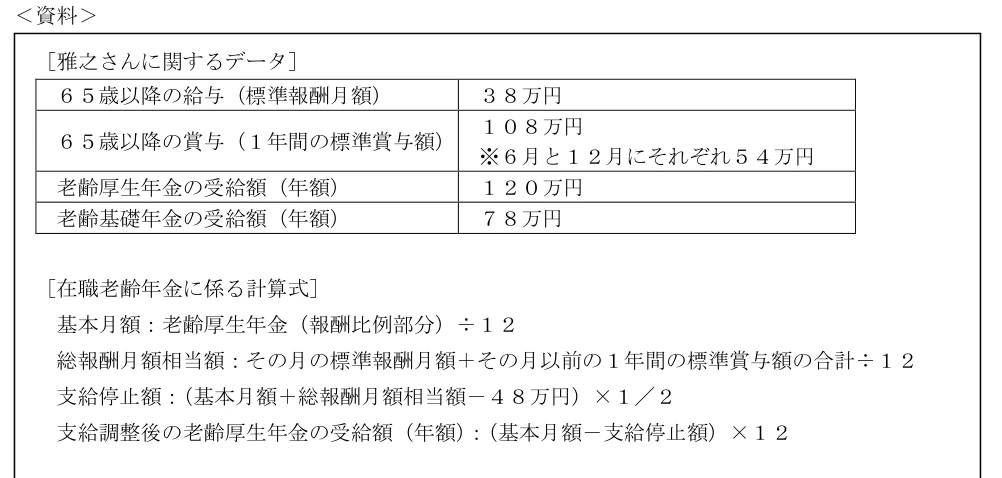 ＜資料＞
［雅之さんに関するデータ］
６５歳以降の給与（標準報酬月額） ３８万円
６５歳以降の賞与（１年間の標準賞与額） １０８万円
※６月と１２月にそれぞれ５４万円
老齢厚生年金の受給額（年額） １２０万円
老齢基礎年金の受給額（年額） ７８万円
［在職老齢年金に係る計算式］
基本月額：老齢厚生年金（報酬比例部分）÷１２
総報酬月額相当額：その月の標準報酬月額＋その月以前の１年間の標準賞与額の合計÷１２
支給停止額：（基本月額＋総報酬月額相当額－４８万円）×１／２
支給調整後の老齢厚生年金の受給額（年額）：（基本月額－支給停止額）×１２